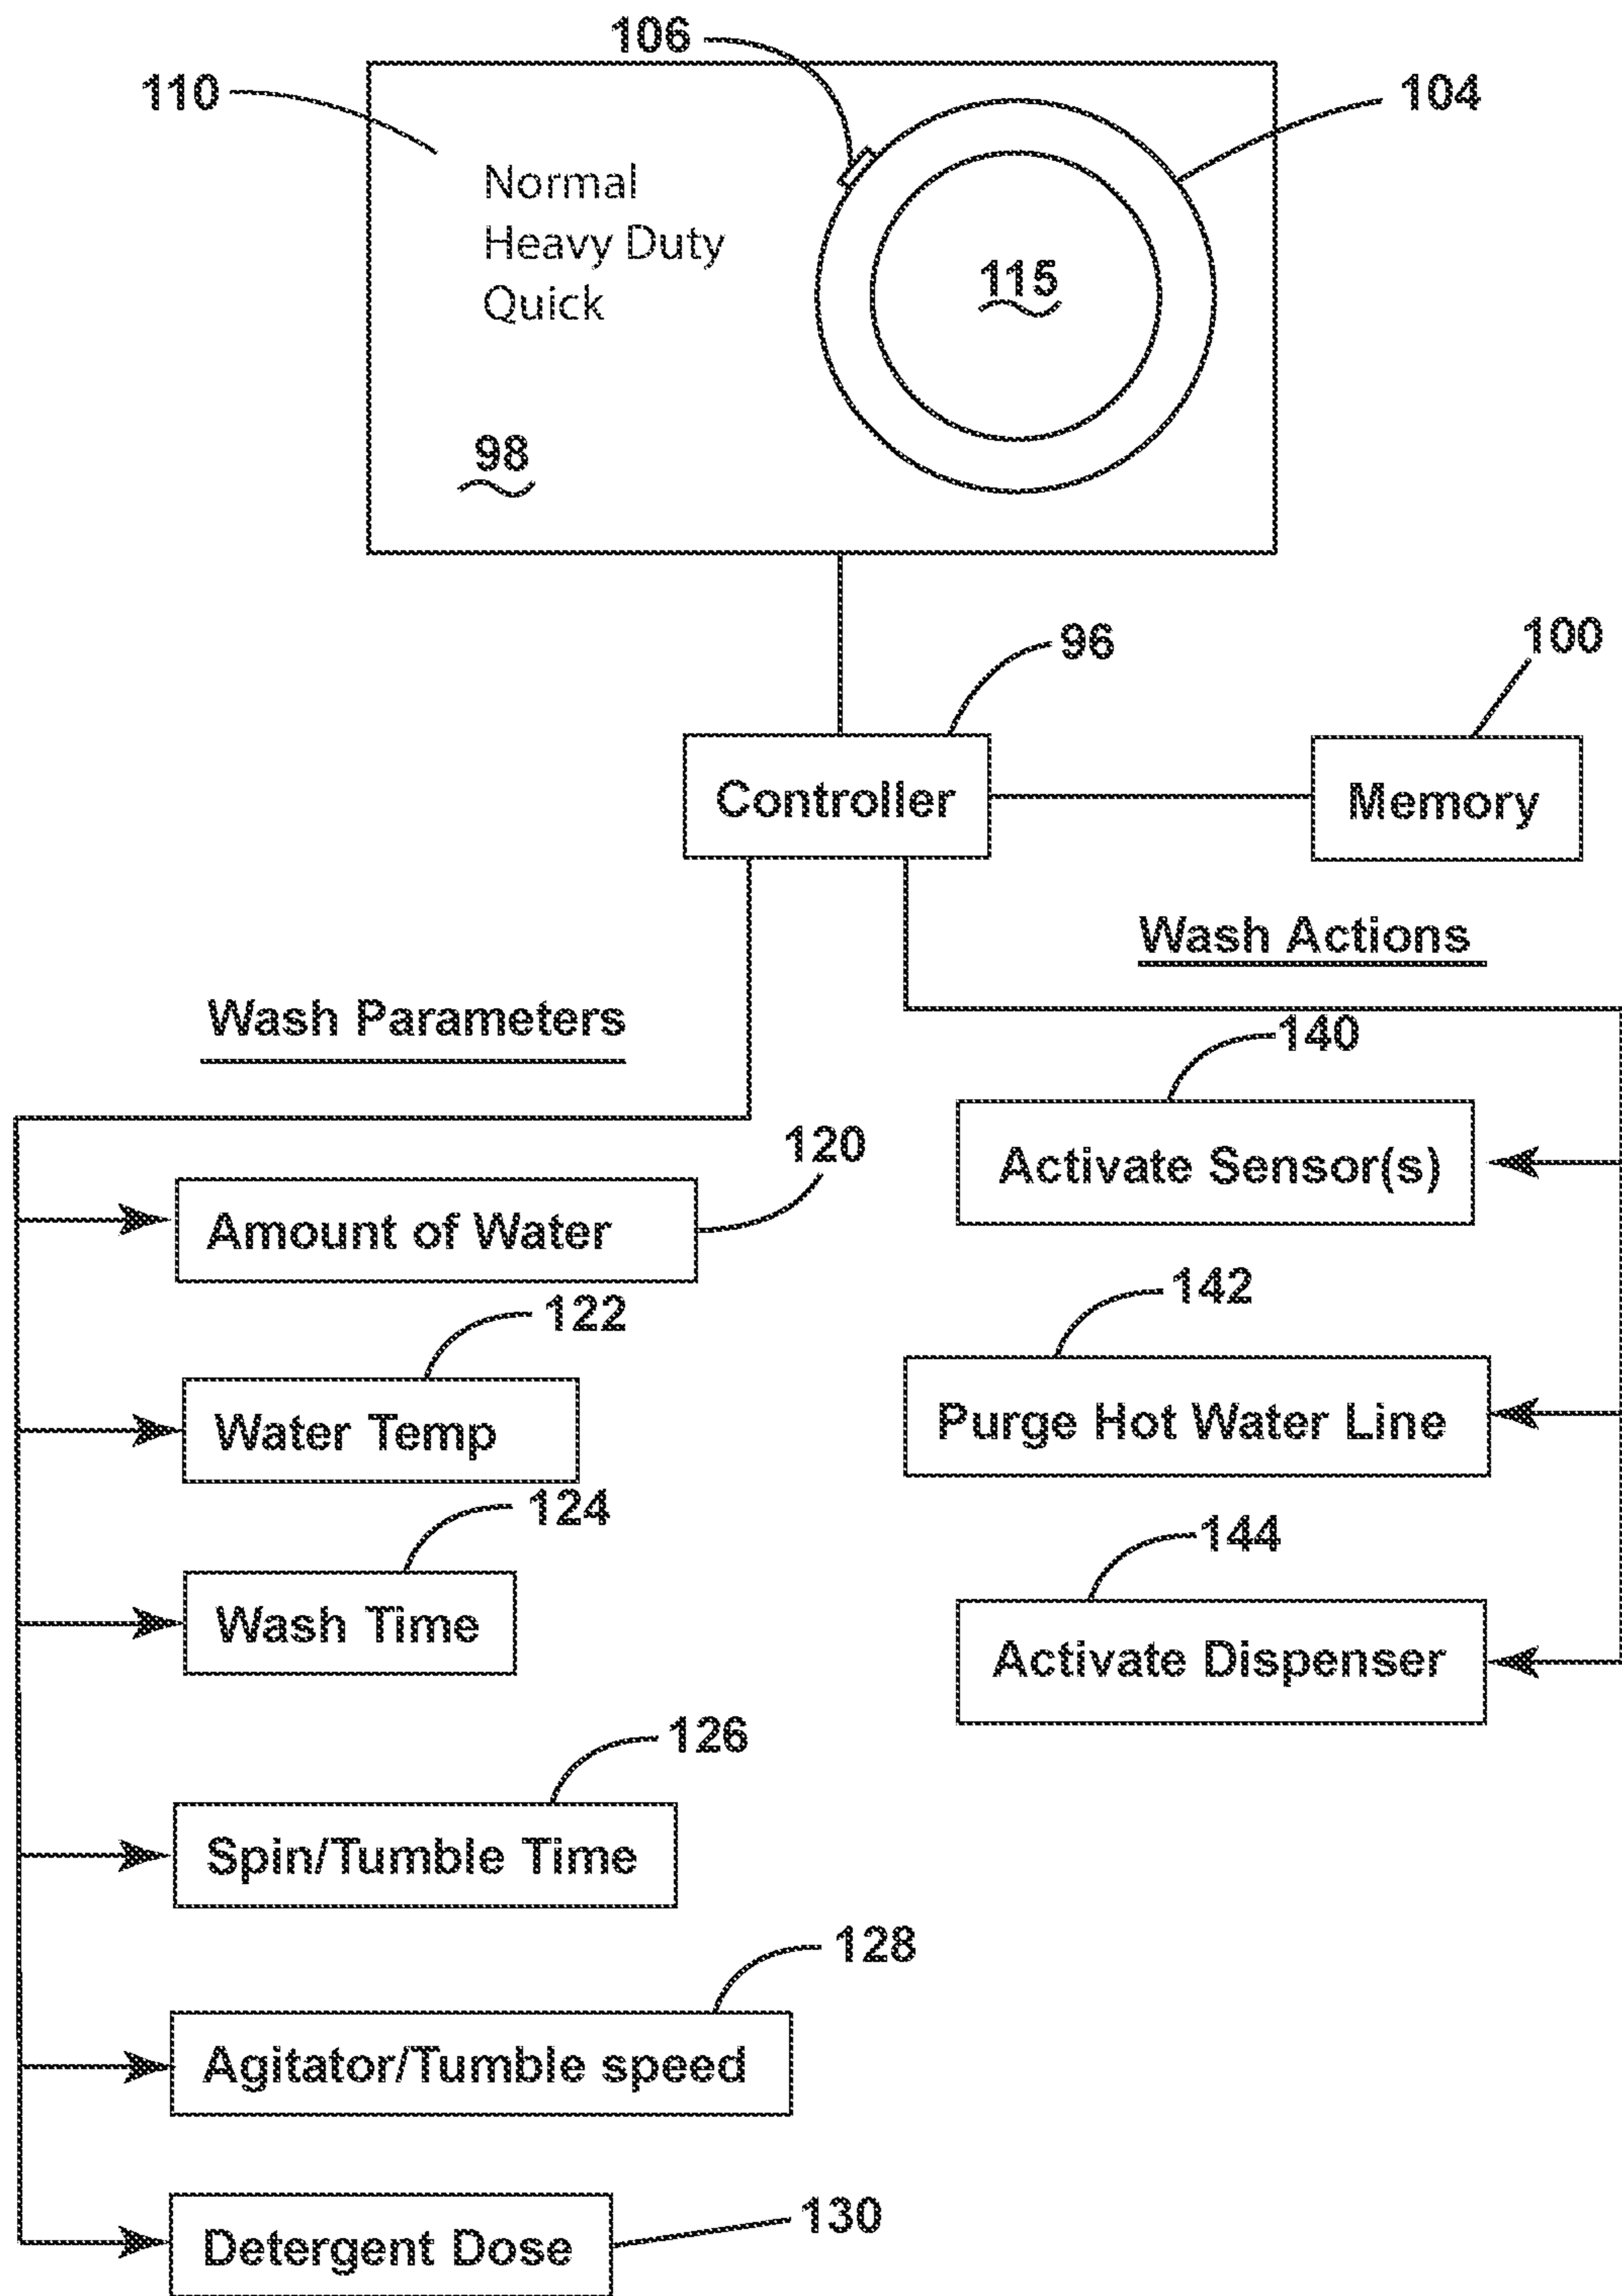 106
110
104
Normal
Heavy Duty
Quick
115
98
96
100
Controller
Memory
Wash Actions
Wash Parameters
140
Activate Sensor(s)
120
Amount of Water
142
Purge Hot Water Line
122
Water Temp
124
Wash Time
144
Activate Dispenser
126
Spin/Tumble Time
128
Agitator/Tumble speed
130
Detergent Dose